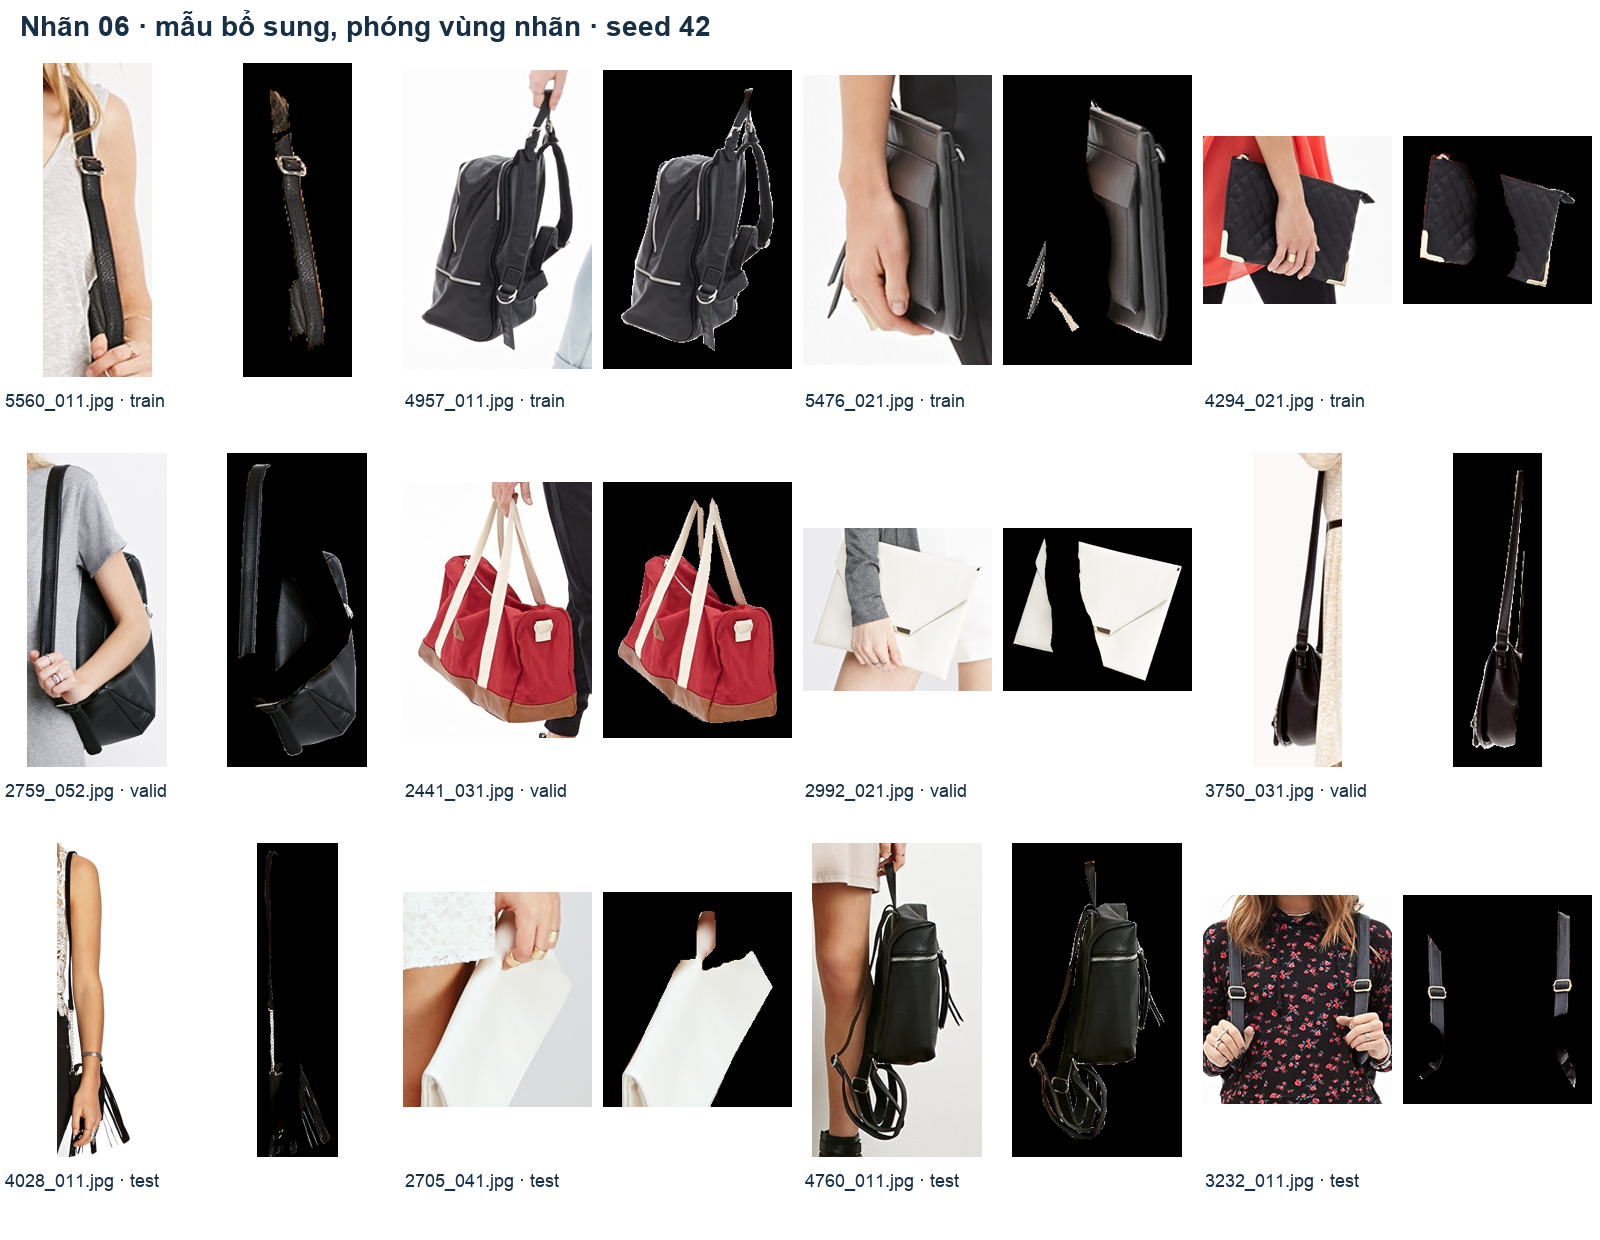 Nhãn 06 · mẫu bổ sung, phóng vùng nhãn · seed 42
5560_011.jpg · train
4957_011.jpg · train
5476_021.jpg · train
4294_021.jpg · train
2759_052.jpg · valid
2441_031.jpg · valid
2992_021.jpg · valid
3750_031.jpg · valid
4028_011.jpg · test
2705_041.jpg · test
4760_011.jpg · test
3232_011.jpg · test